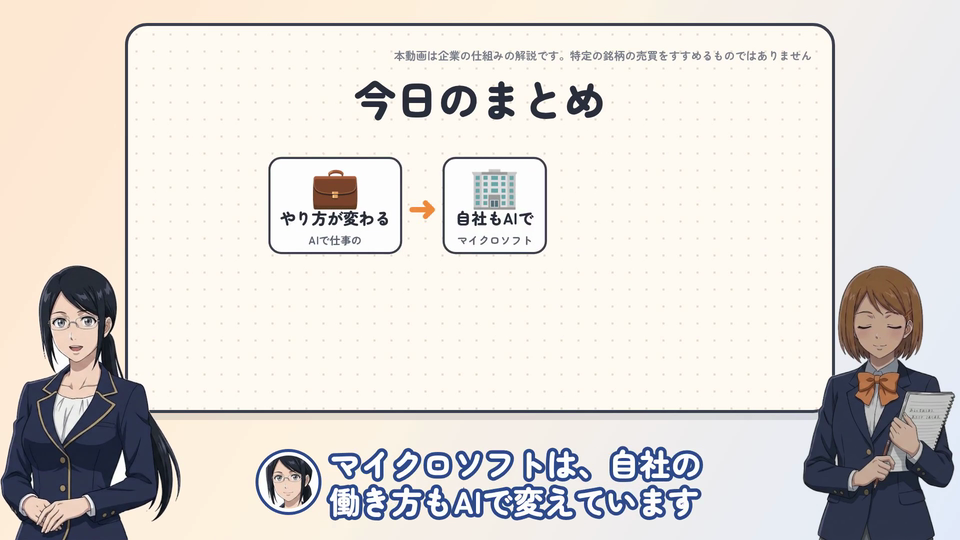 本動画は企業の仕組みの解説です。特定の銘柄の売買をすすめるものではありません
今日のまとめ
やり方が変わる
AIで仕事の
自社もAIで
マイクロソフト
マイクロソフトは、自社の
働き方もAIで変えています